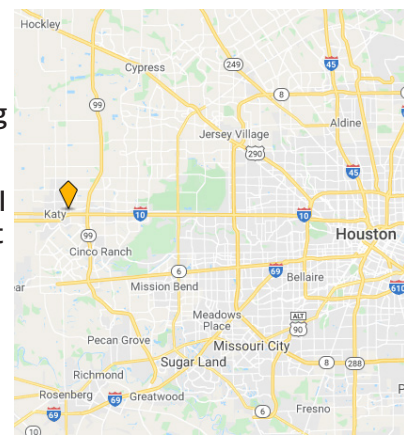 Hockley
Cypress
249
45
8
99
Aldine
g
Jersey Village
290
45
l
Katy
10
10
t
Houston
99
Cinco Ranch
6
69
Bellaire
ar
Mission Bend
610
Meadows
Place
ALT
90
Pecan Grove
Missouri City
Sugar Land
8
288
Richmond
Rosenberg
69
Greatwood
P
69
6
Fresno
10